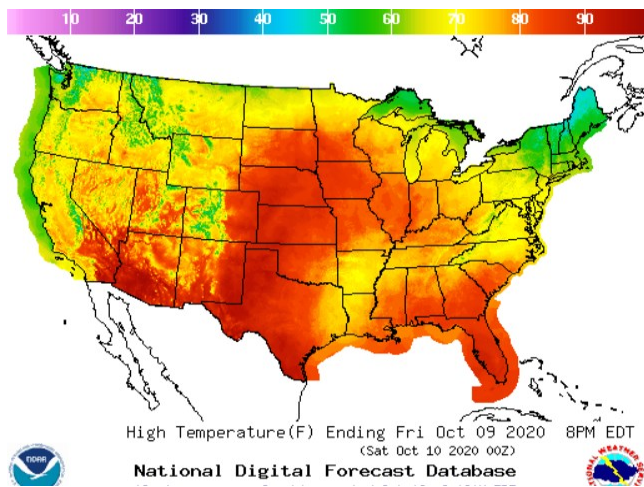 10 20 30 40 50 60 70 80 90
High Temperature(F) Ending Fri Oct 09 2020 8PM EDT
(Sat Oct 10 2020 00Z)
National Digital Forecast Database
NOAA